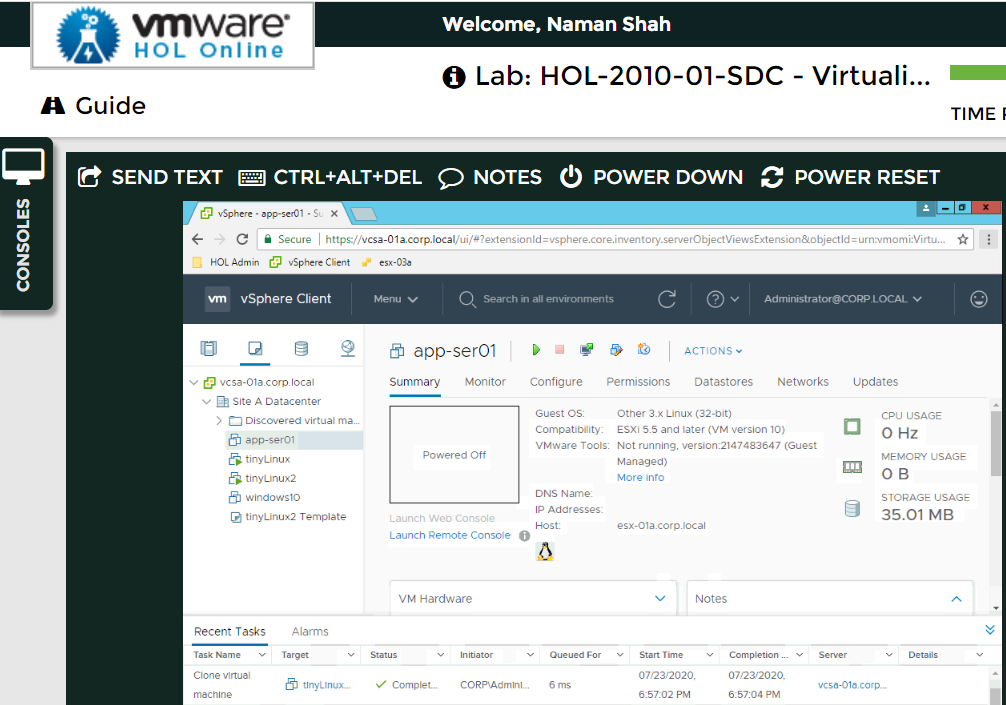 vmware®
HOL Online
Welcome, Naman Shah
Lab: HOL-2010-01-SDC - Virtuali...
Guide
TIME
CONSOLES
SEND TEXT CTRL+ALT+DEL NOTES POWER DOWN POWER RESET
vSphere - app-ser01 - Su
Secure https://vcsa-01a.corp.local/ui/#?extensionId=vsphere.core.inventory.serverObjectViewsExtension&objectId=urn:vmomi:Virtu...
HOL Admin vSphere Client esx-03a
vm vSphere Client Menu Search in all environments Administrator@CORP.LOCAL
vcsa-01a.corp.local
Site A Datacenter
Discovered virtual ma...
app-ser01
tinyLinux
tinyLinux2
windows10
tinyLinux2 Template
app-ser01 ACTIONS
Summary Monitor Configure Permissions Datastores Networks Updates
Powered Off
Launch Web Console
Launch Remote Console
Guest OS: Other 3.x Linux (32-bit)
Compatibility: ESXi 5.5 and later (VM version 10)
VMware Tools: Not running, version:2147483647 (Guest
Managed)
More info
DNS Name:
IP Addresses:
Host: esx-01a.corp.local
CPU USAGE
0 Hz
MEMORY USAGE
0 B
STORAGE USAGE
35.01 MB
VM Hardware
Notes
Recent Tasks Alarms
Task Name Target Status Initiator Queued For Start Time Completion ... Server Details
Clone virtual
machine
tinyLinux...
Complet...
CORP\Admini...
6 ms
07/23/2020,
6:57:02 PM
07/23/2020,
6:57:04 PM
vcsa-01a.corp...